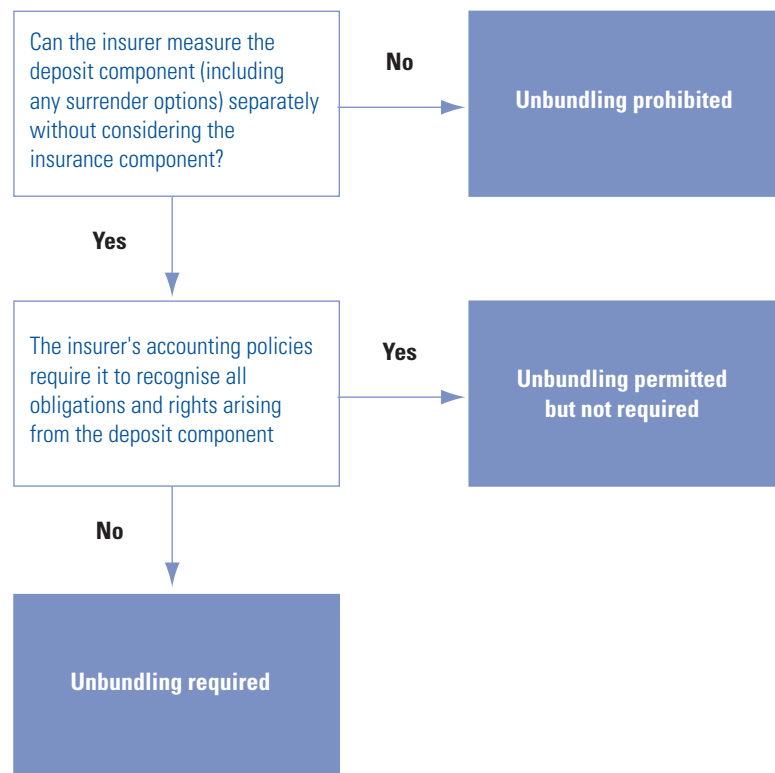 Can the insurer measure the
deposit component (including
any surrender options) separately
without considering the
insurance component?
No
Unbundling prohibited
Yes
The insurer's accounting policies
require it to recognise all
obligations and rights arising
from the deposit component
Yes
Unbundling permitted
but not required
No
Unbundling required